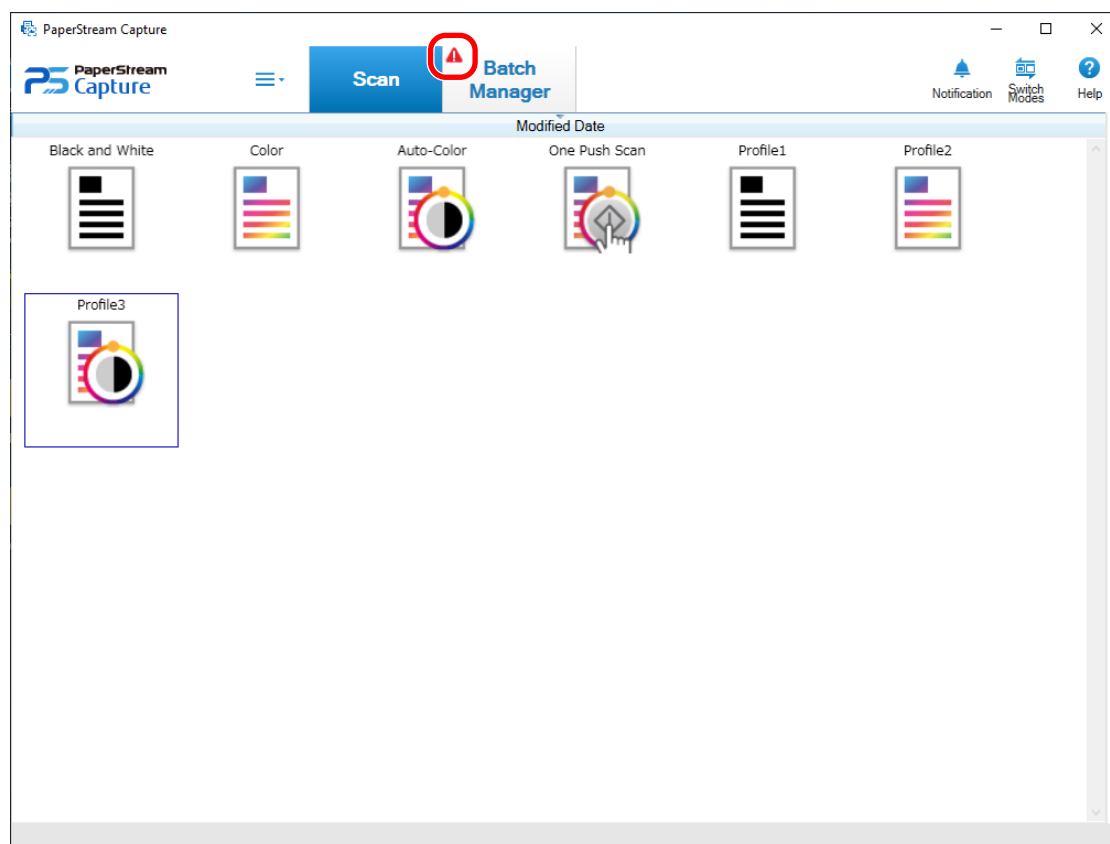 PaperStream Capture
PaperStream
Capture
Scan
Batch
Manager
Notification
Switch
Modes
Help
Modified Date
Black and White
Color
Auto-Color
One Push Scan
Profile1
Profile2
Profile3